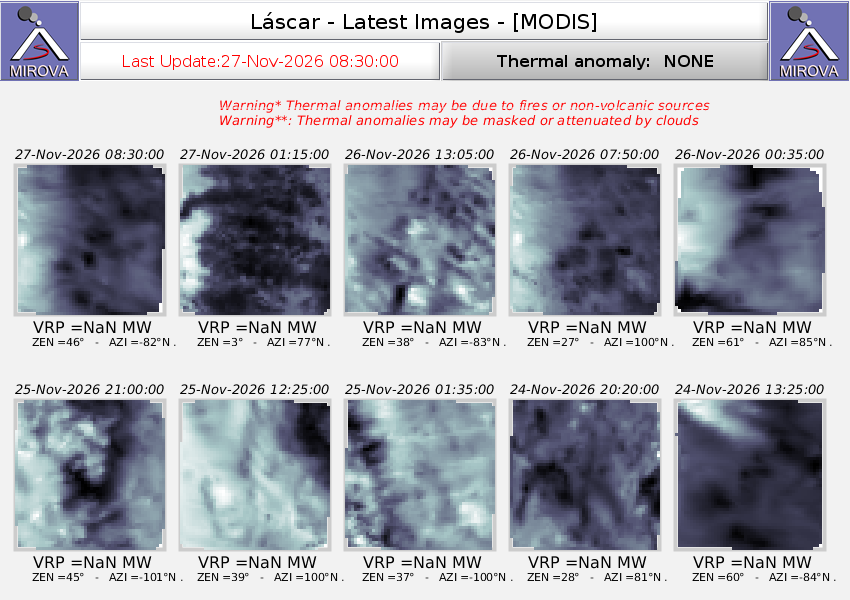 Láscar - Latest Images - [MODIS]
MIROVA
Last Update:27-Nov-2026 08:30:00
Thermal anomaly: NONE
MIROVA
Warning* Thermal anomalies may be due to fires or non-volcanic sources
Warning**: Thermal anomalies may be masked or attenuated by clouds
27-Nov-2026 08:30:00 27-Nov-2026 01:15:00 26-Nov-2026 13:05:00 26-Nov-2026 07:50:00 26-Nov-2026 00:35:00
VRP =NaN MW VRP =NaN MW VRP =NaN MW VRP =NaN MW VRP =NaN MW
ZEN =46° - AZI =-82°N . ZEN =3° - AZI =77°N . ZEN =38° - AZI =-83°N . ZEN =27° - AZI =100°N . ZEN =61° - AZI =85°N .
25-Nov-2026 21:00:00 25-Nov-2026 12:25:00 25-Nov-2026 01:35:00 24-Nov-2026 20:20:00 24-Nov-2026 13:25:00
VRP =NaN MW VRP =NaN MW VRP =NaN MW VRP =NaN MW VRP =NaN MW
ZEN =45° - AZI =-101°N . ZEN =39° - AZI =100°N . ZEN =37° - AZI =-100°N . ZEN =28° - AZI =81°N . ZEN =60° - AZI =-84°N .